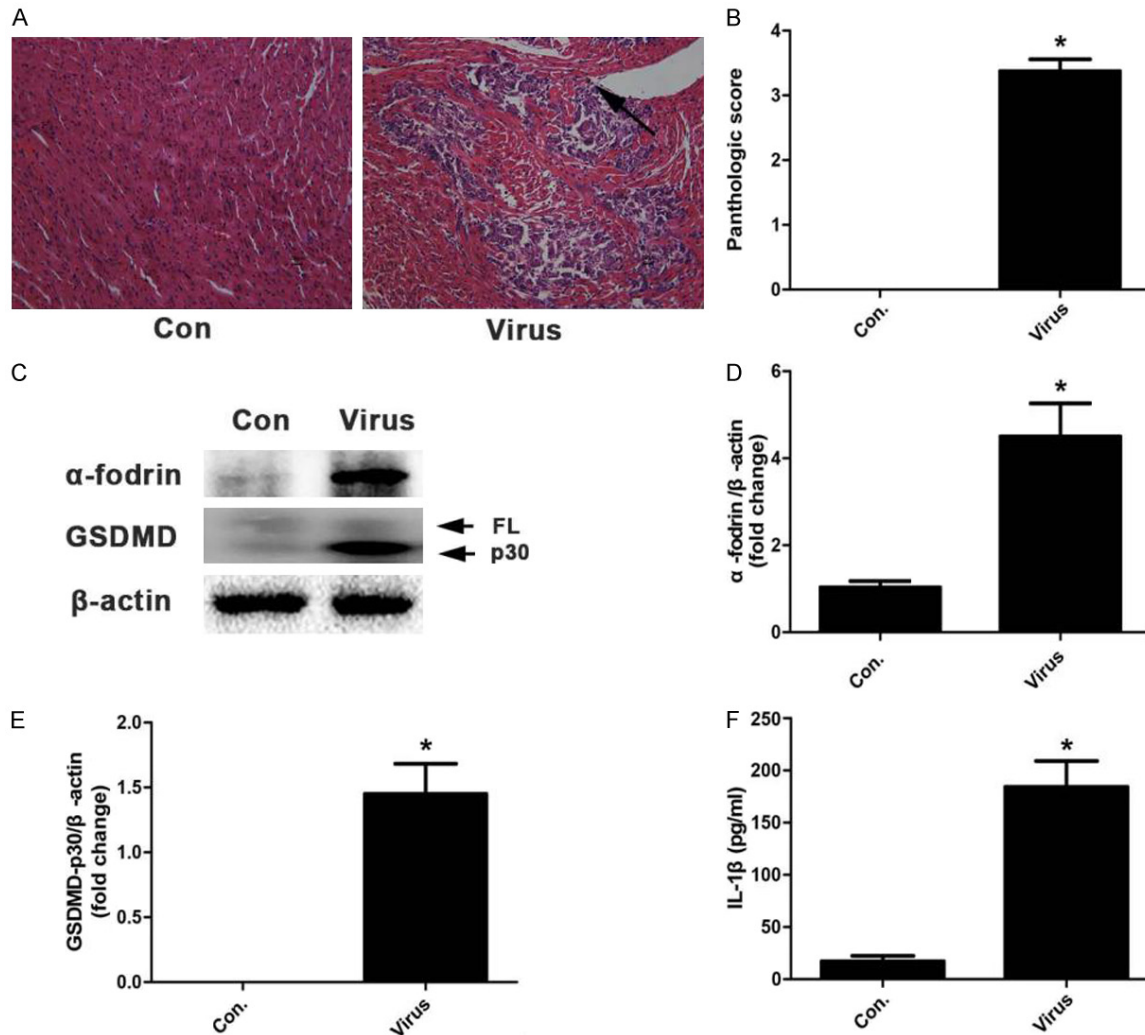 A
Con
Virus
B
Panthologic score
4
3
2
1
0
*
Con.
Virus
C
Con Virus
α-fodrin
GSDMD
FL
p30
β-actin
D
α -fodrin/β -actin
(fold change)
6
4
2
0
*
Con.
Virus
E
GSDMD-p30/β -actin
(fold change)
2.0
1.5
1.0
0.5
0.0
*
Con.
Virus
F
IL-1β (pg/ml)
250
200
150
100
50
0
*
Con.
Virus